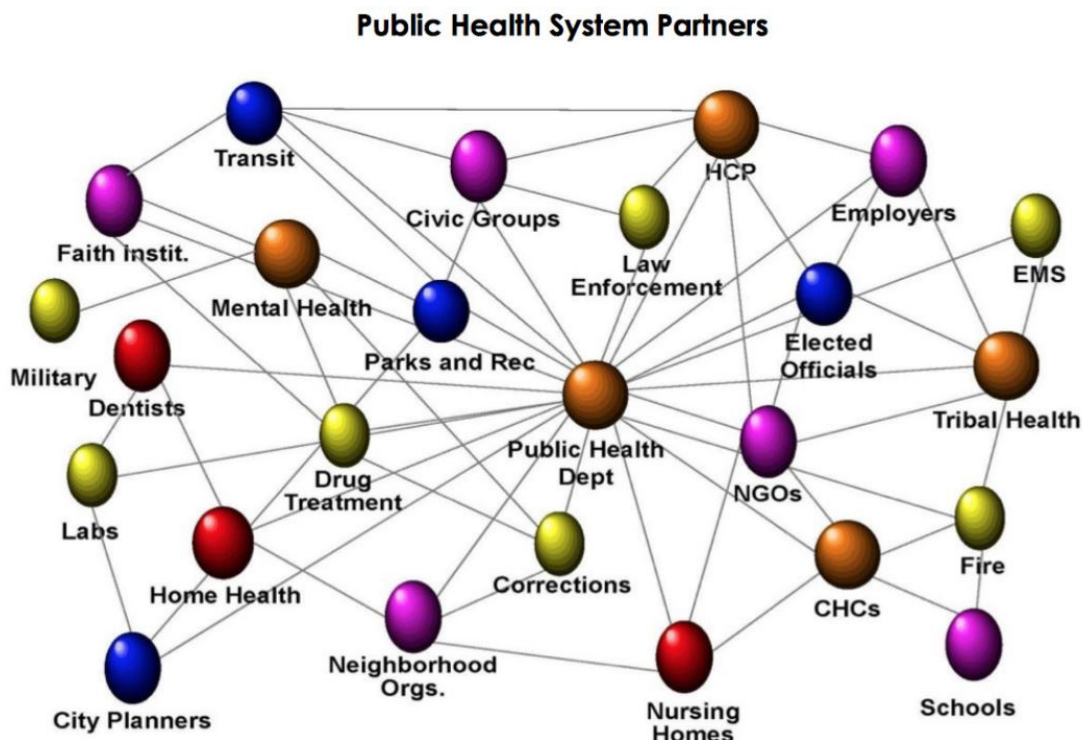 Public Health System Partners
Transit
HCP
Civic Groups
Employers
Faith Instit.
Law
Enforcement
EMS
Mental Health
Elected
Officials
Parks and Rec
Military
Dentists
Tribal Health
Public Health
Dept
Drug
Treatment
NGOs
Labs
Corrections
Fire
Home Health
CHCs
Neighborhood
Orgs.
City Planners
Nursing
Homes
Schools